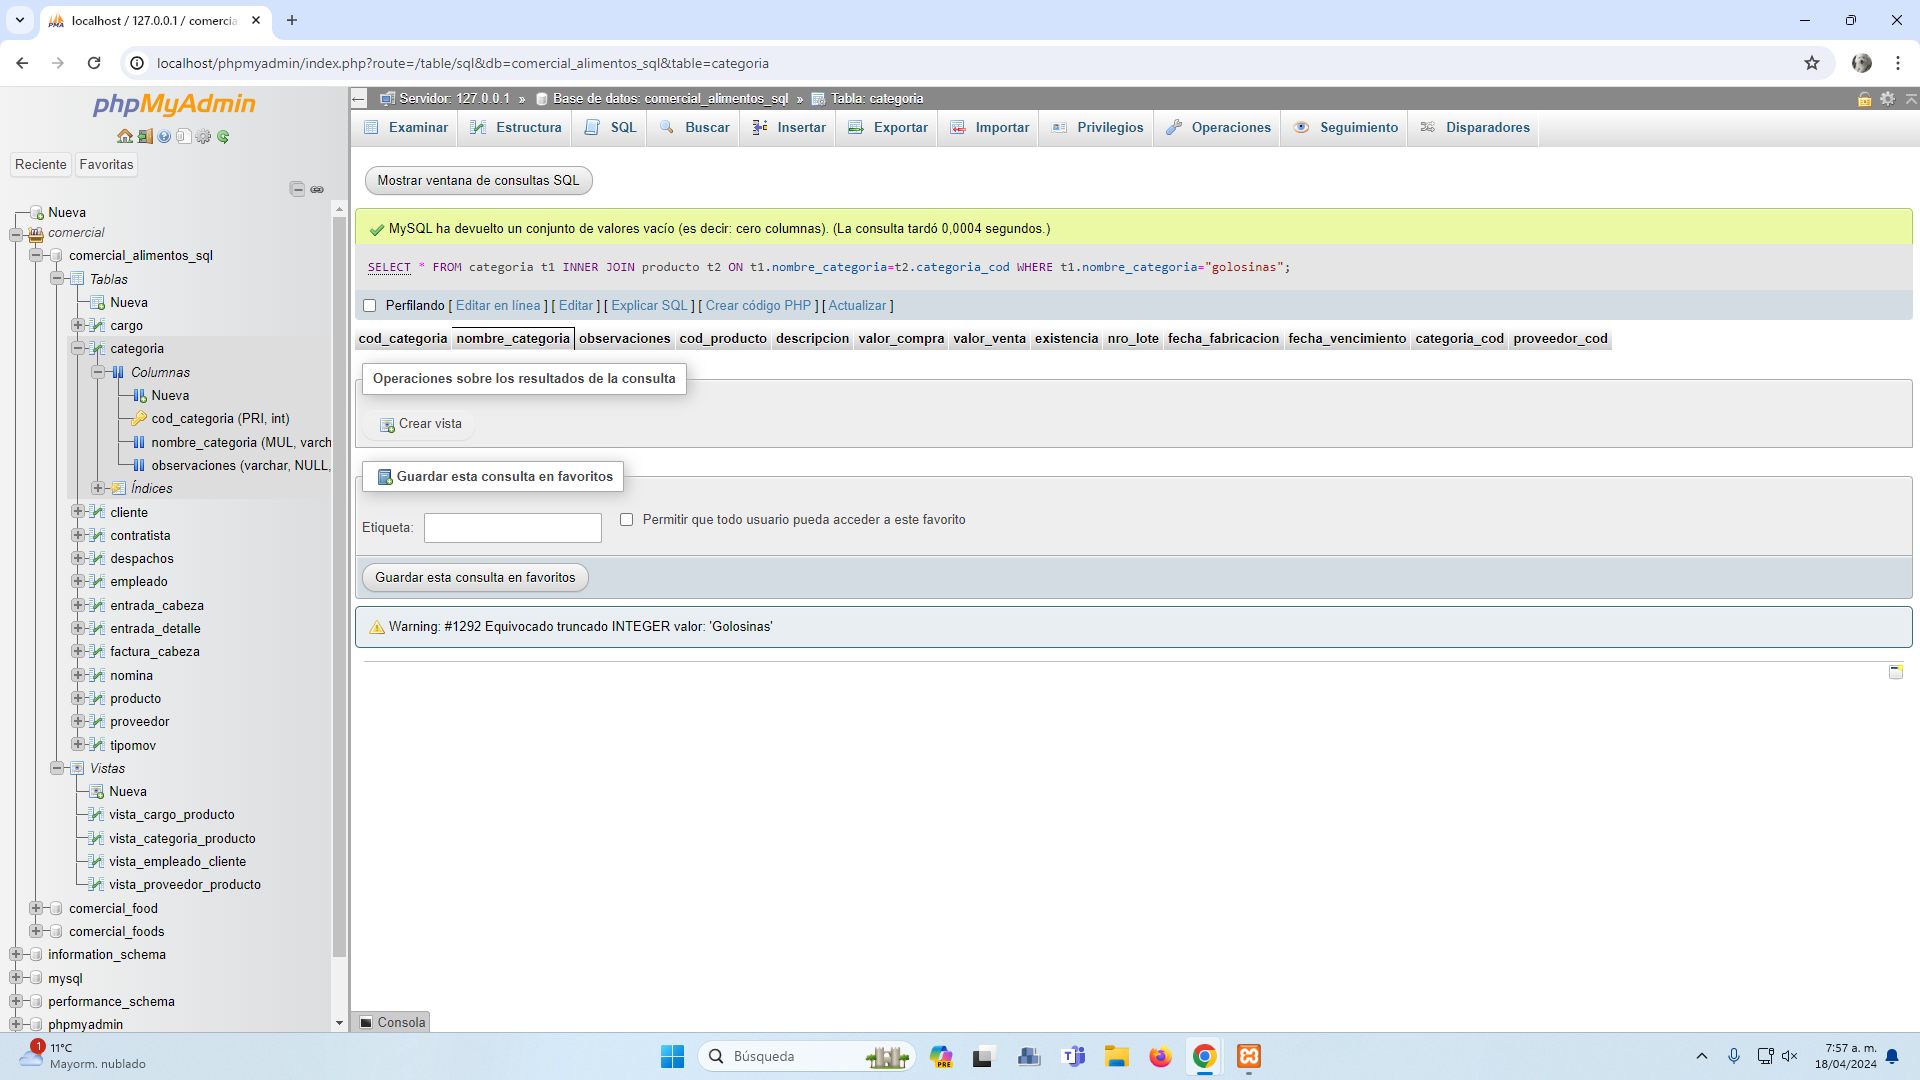 localhost / 127.0.0.1 / comercia
localhost/phpmyadmin/index.php?route=/table/sql&db=comercial_alimentos_sql&table=categoria
phpMyAdmin
Reciente Favoritas
Nueva
comercial
comercial_alimentos_sql
Tablas
Nueva
cargo
categoria
Columnas
Nueva
cod_categoria (PRI, int)
nombre_categoria (MUL, varch
observaciones (varchar, NULL,
Índices
cliente
contratista
despachos
empleado
entrada_cabeza
entrada_detalle
factura_cabeza
nomina
producto
proveedor
tipomov
Vistas
Nueva
vista_cargo_producto
vista_categoria_producto
vista_empleado_cliente
vista_proveedor_producto
comercial_food
comercial_foods
information_schema
mysql
performance_schema
phpmyadmin
Servidor: 127.0.0.1 » Base de datos: comercial_alimentos_sql » Tabla: categoria
Examinar Estructura SQL Buscar Insertar Exportar Importar Privilegios Operaciones Seguimiento Disparadores
Mostrar ventana de consultas SQL
MySQL ha devuelto un conjunto de valores vacío (es decir: cero columnas). (La consulta tardó 0,0004 segundos.)
SELECT * FROM categoria t1 INNER JOIN producto t2 ON t1.nombre_categoria=t2.categoria_cod WHERE t1.nombre_categoria="golosinas";
Perfilando [ Editar en línea ] [ Editar ] [ Explicar SQL ] [ Crear código PHP ] [ Actualizar ]
cod_categoria nombre_categoria observaciones cod_producto descripcion valor_compra valor_venta existencia nro_lote fecha_fabricacion fecha_vencimiento categoria_cod proveedor_cod
Operaciones sobre los resultados de la consulta
Crear vista
Guardar esta consulta en favoritos
Etiqueta: Permitir que todo usuario pueda acceder a este favorito
Guardar esta consulta en favoritos
Warning: #1292 Equivocado truncado INTEGER valor: 'Golosinas'
Consola
1
11°C
Mayorm. nublado
Búsqueda
PRE
7:57 a. m.
18/04/2024